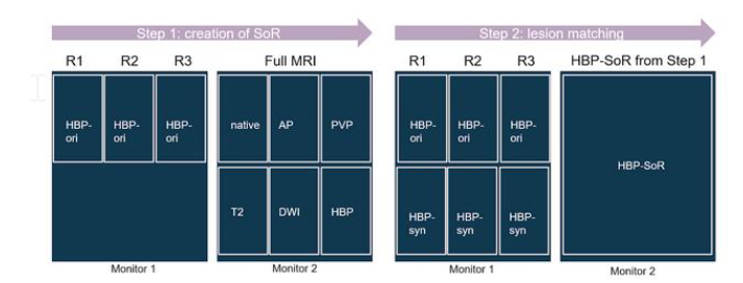 Step 1: creation of SoR
Step 2: lesion matching
R1 R2 R3 Full MRI
R1 R2 R3 HBP-SoR from Step 1
HBP-
ori
HBP-
ori
HBP-
ori
native AP PVP
T2 DWI HBP
HBP-
ori
HBP-
ori
HBP-
ori
HBP-
syn
HBP-
syn
HBP-
syn
HBP-SoR
Monitor 1
Monitor 2
Monitor 1
Monitor 2